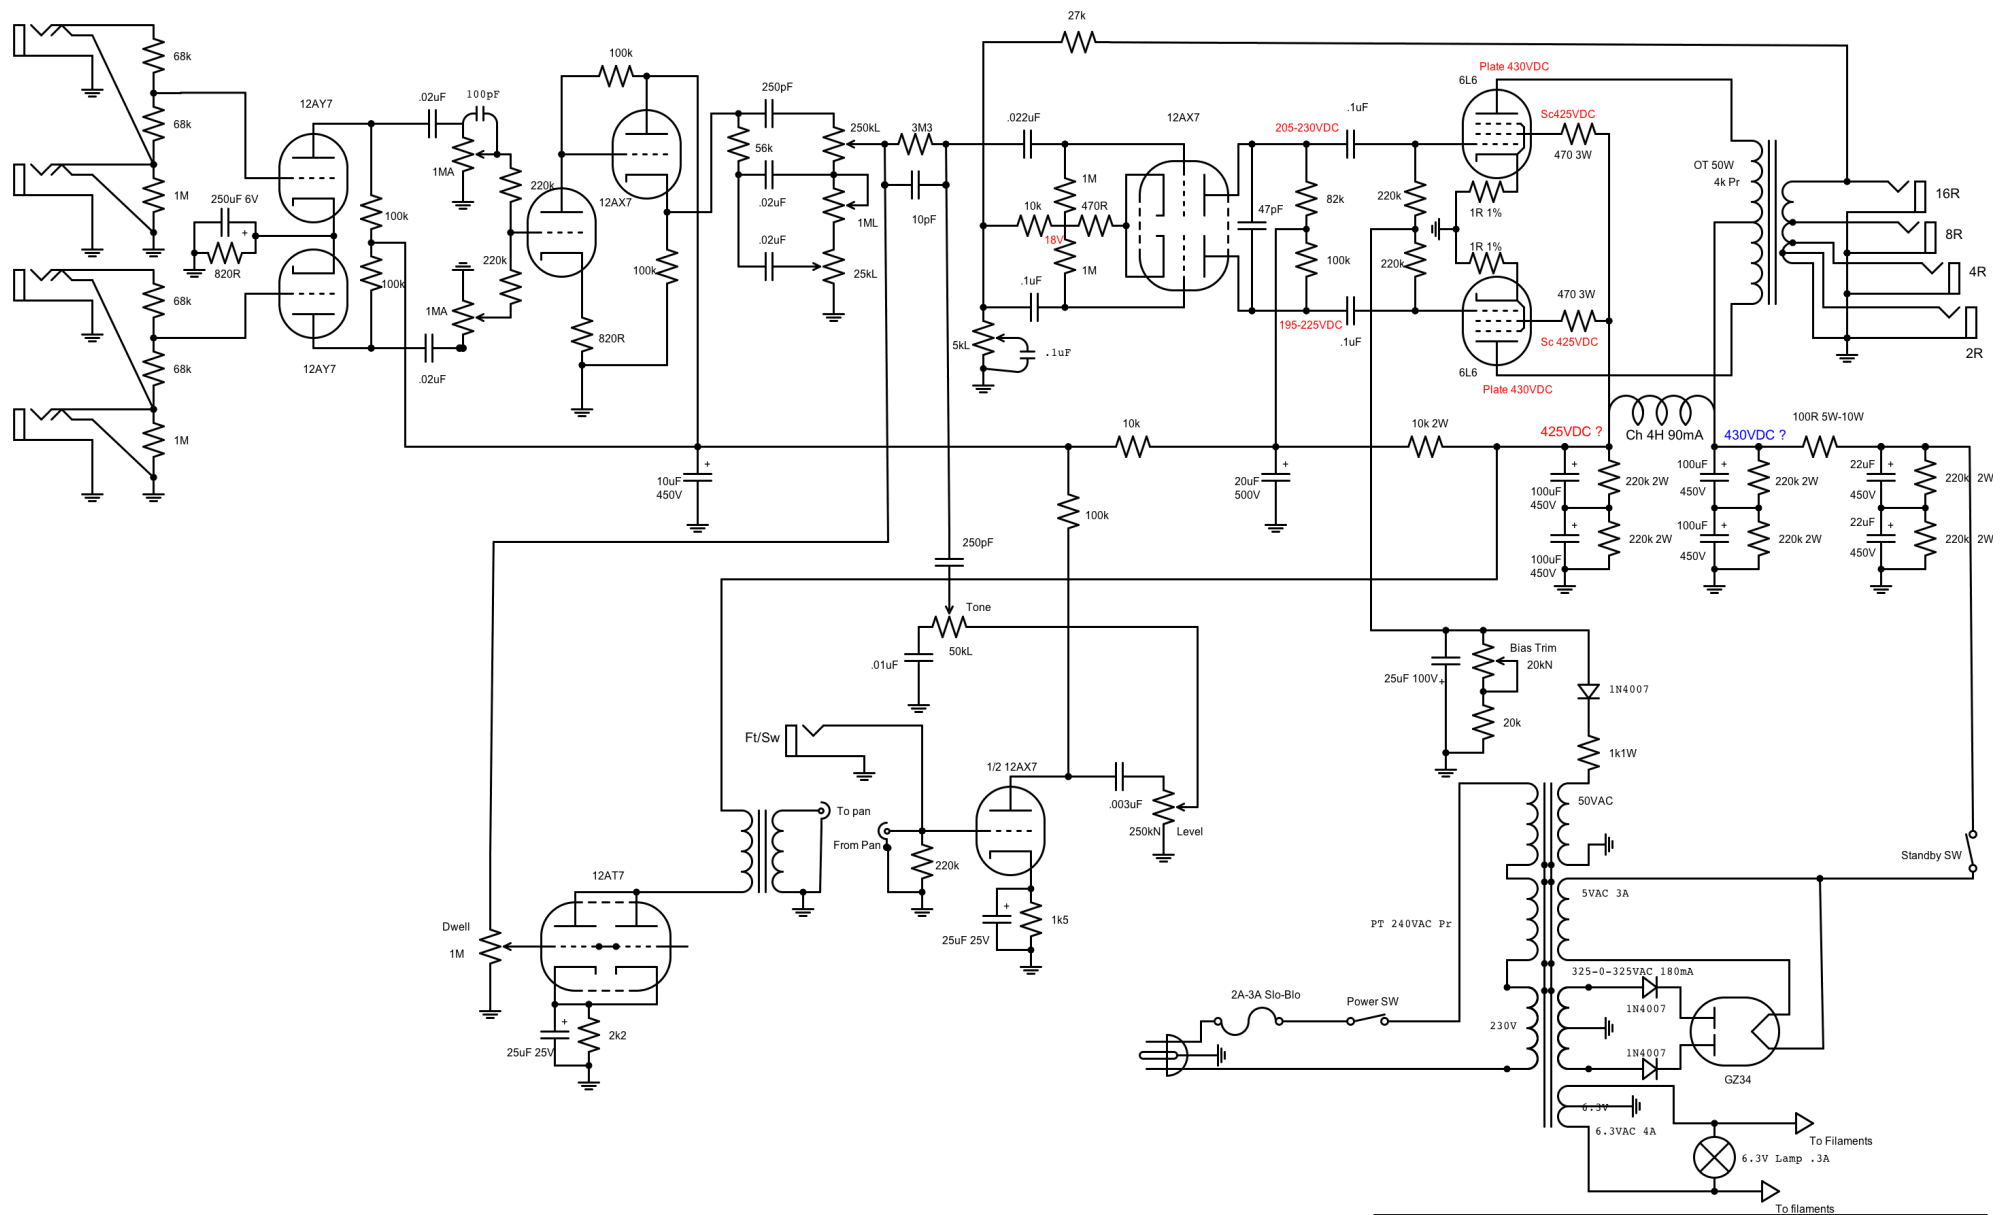 27k
68k
68k
1M
12AY7
.02uF
100pF
1MA
100k
220k
12AX7
250pF
250kL
3M3
56k
.02uF
1ML
10pF
.022uF
12AX7
205-230VDC
.1uF
Plate 430VDC
6L6
Sc425VDC
470 3W
OT 50W
4k Pr
16R
8R
4R
2R
250uF 6V
+
820R
100k
100k
12AY7
220k
1MA
.02uF
100k
820R
.02uF
25kL
1M
10k
470R
18V
1M
.1uF
5kL
.1uF
47pF
82k
100k
195-225VDC
.1uF
220k
220k
1R 1%
1R 1%
470 3W
Sc 425VDC
6L6
Plate 430VDC
68k
68k
1M
10uF
450V
+
10k
20uF
500V
+
10k 2W
425VDC ?
Ch 4H 90mA
430VDC ?
100R 5W-10W
100uF
450V
+
220k 2W
100uF
450V
+
220k 2W
22uF
450V
+
220k 2W
100uF
450V
+
220k 2W
100uF
450V
+
220k 2W
22uF
450V
+
220k 2W
100k
250pF
Tone
50kL
.01uF
25uF 100V
+
Bias Trim
20kN
20k
1N4007
1k1W
Ft/Sw
1/2 12AX7
.003uF
250kN
Level
To pan
From Pan
220k
+
25uF 25V
1k5
12AT7
Dwell
1M
+
25uF 25V
2k2
50VAC
Standby SW
5VAC 3A
PT 240VAC Pr
325-0-325VAC 180mA
1N4007
1N4007
GZ34
2A-3A Slo-Blo
Power SW
230V
6.3V
6.3VAC 4A
To Filaments
6.3V Lamp .3A
To filaments